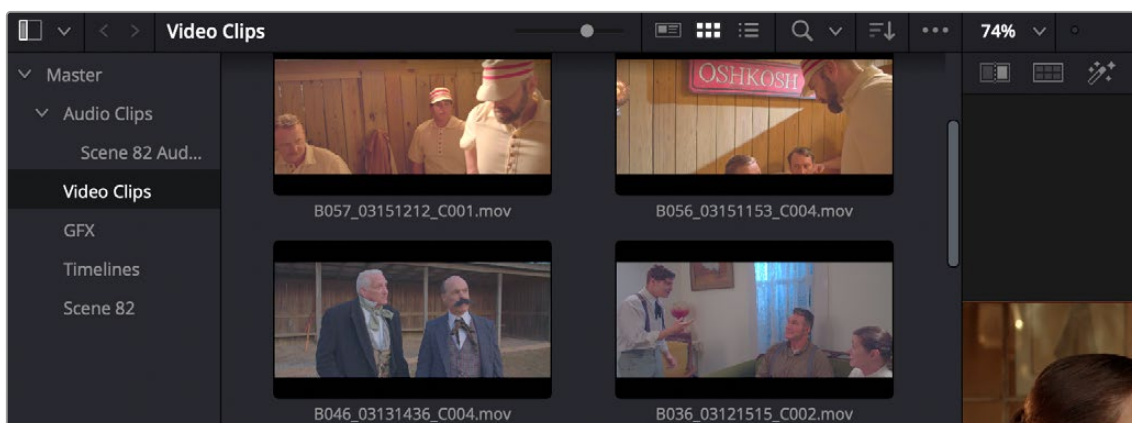 Video Clips
74%
Master
Audio Clips
Scene 82 Aud...
Video Clips
GFX
Timelines
Scene 82
OSHKOSH
B057_03151212_C001.mov
B056_03151153_C004.mov
B046_03131436_C004.mov
B036_03121515_C002.mov